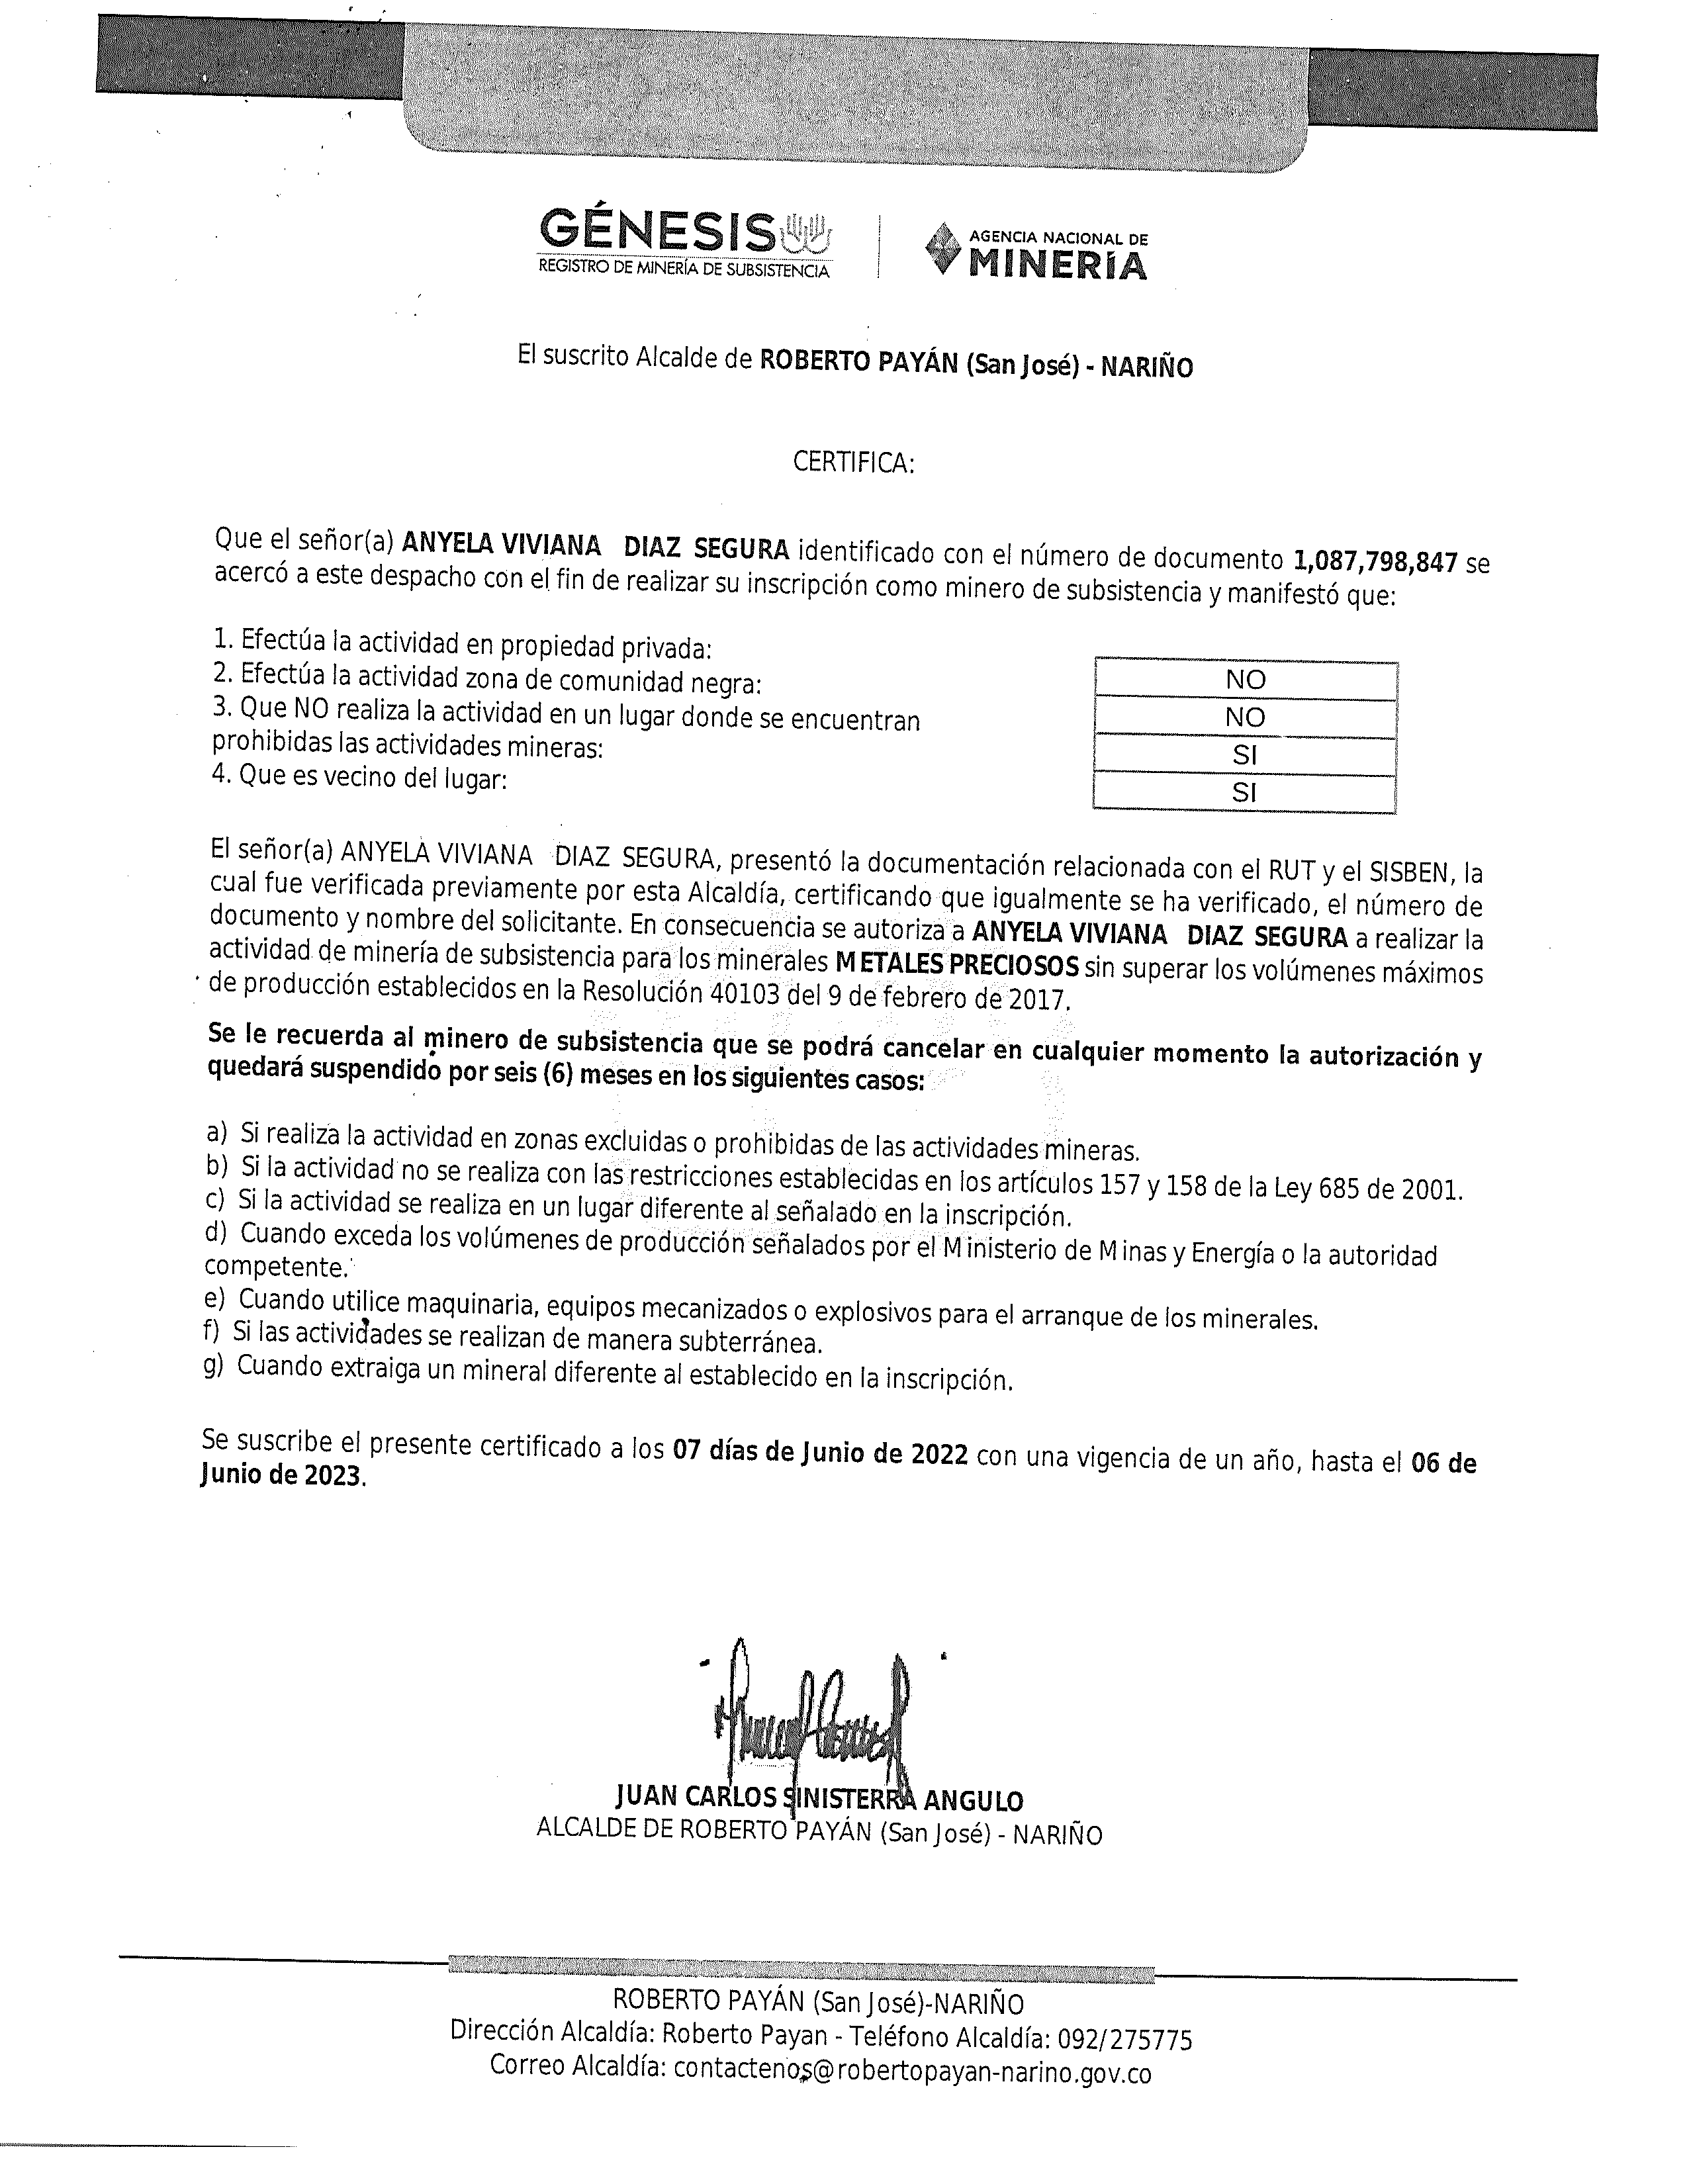 GÉNESIS
REGISTRO DE MINERÍA DE SUBSISTENCIA
AGENCIA NACIONAL DE
MINERÍA
El suscrito Alcalde de ROBERTO PAYÁN (San José) - NARIÑO
CERTIFICA:
Que el señor(a) ANYELA VIVIANA DIAZ SEGURA identificado con el número de documento 1,087,798,847 se
acercó a este despacho con el fin de realizar su inscripción como minero de subsistencia y manifestó que:
1. Efectúa la actividad en propiedad privada:
2. Efectúa la actividad zona de comunidad negra:
3. Que NO realiza la actividad en un lugar donde se encuentran
prohibidas las actividades mineras:
4. Que es vecino del lugar:
NO
NO
SI
SI
El señor(a) ANYELA VIVIANA DIAZ SEGURA, presentó la documentación relacionada con el RUT y el SISBEN, la
cual fue verificada previamente por esta Alcaldía, certificando que igualmente se ha verificado, el número de
documento y nombre del solicitante. En consecuencia se autoriza a ANYELA VIVIANA DIAZ SEGURA a realizar la
actividad de minería de subsistencia para los minerales METALES PRECIOSOS sin superar los volúmenes máximos
de producción establecidos en la Resolución 40103 del 9 de febrero de 2017.
Se le recuerda al minero de subsistencia que se podrá cancelar en cualquier momento la autorización y
quedará suspendido por seis (6) meses en los siguientes casos:
a) Si realiza la actividad en zonas excluidas o prohibidas de las actividades mineras.
b) Si la actividad no se realiza con las restricciones establecidas en los artículos 157 y 158 de la Ley 685 de 2001.
c) Si la actividad se realiza en un lugar diferente al señalado en la inscripción.
d) Cuando exceda los volúmenes de producción señalados por el Ministerio de Minas y Energía o la autoridad
competente.
e) Cuando utilice maquinaria, equipos mecanizados o explosivos para el arranque de los minerales.
f) Si las actividades se realizan de manera subterránea.
g) Cuando extraiga un mineral diferente al establecido en la inscripción.
Se suscribe el presente certificado a los 07 días de Junio de 2022 con una vigencia de un año, hasta el 06 de
Junio de 2023.
JUAN CARLOS SINISTERRA ANGULO
ALCALDE DE ROBERTO PAYÁN (San José) - NARIÑO
ROBERTO PAYÁN (San José)-NARIÑO
Dirección Alcaldía: Roberto Payan - Teléfono Alcaldía: 092/275775
Correo Alcaldía: contactenos@robertopayan-narino.gov.co